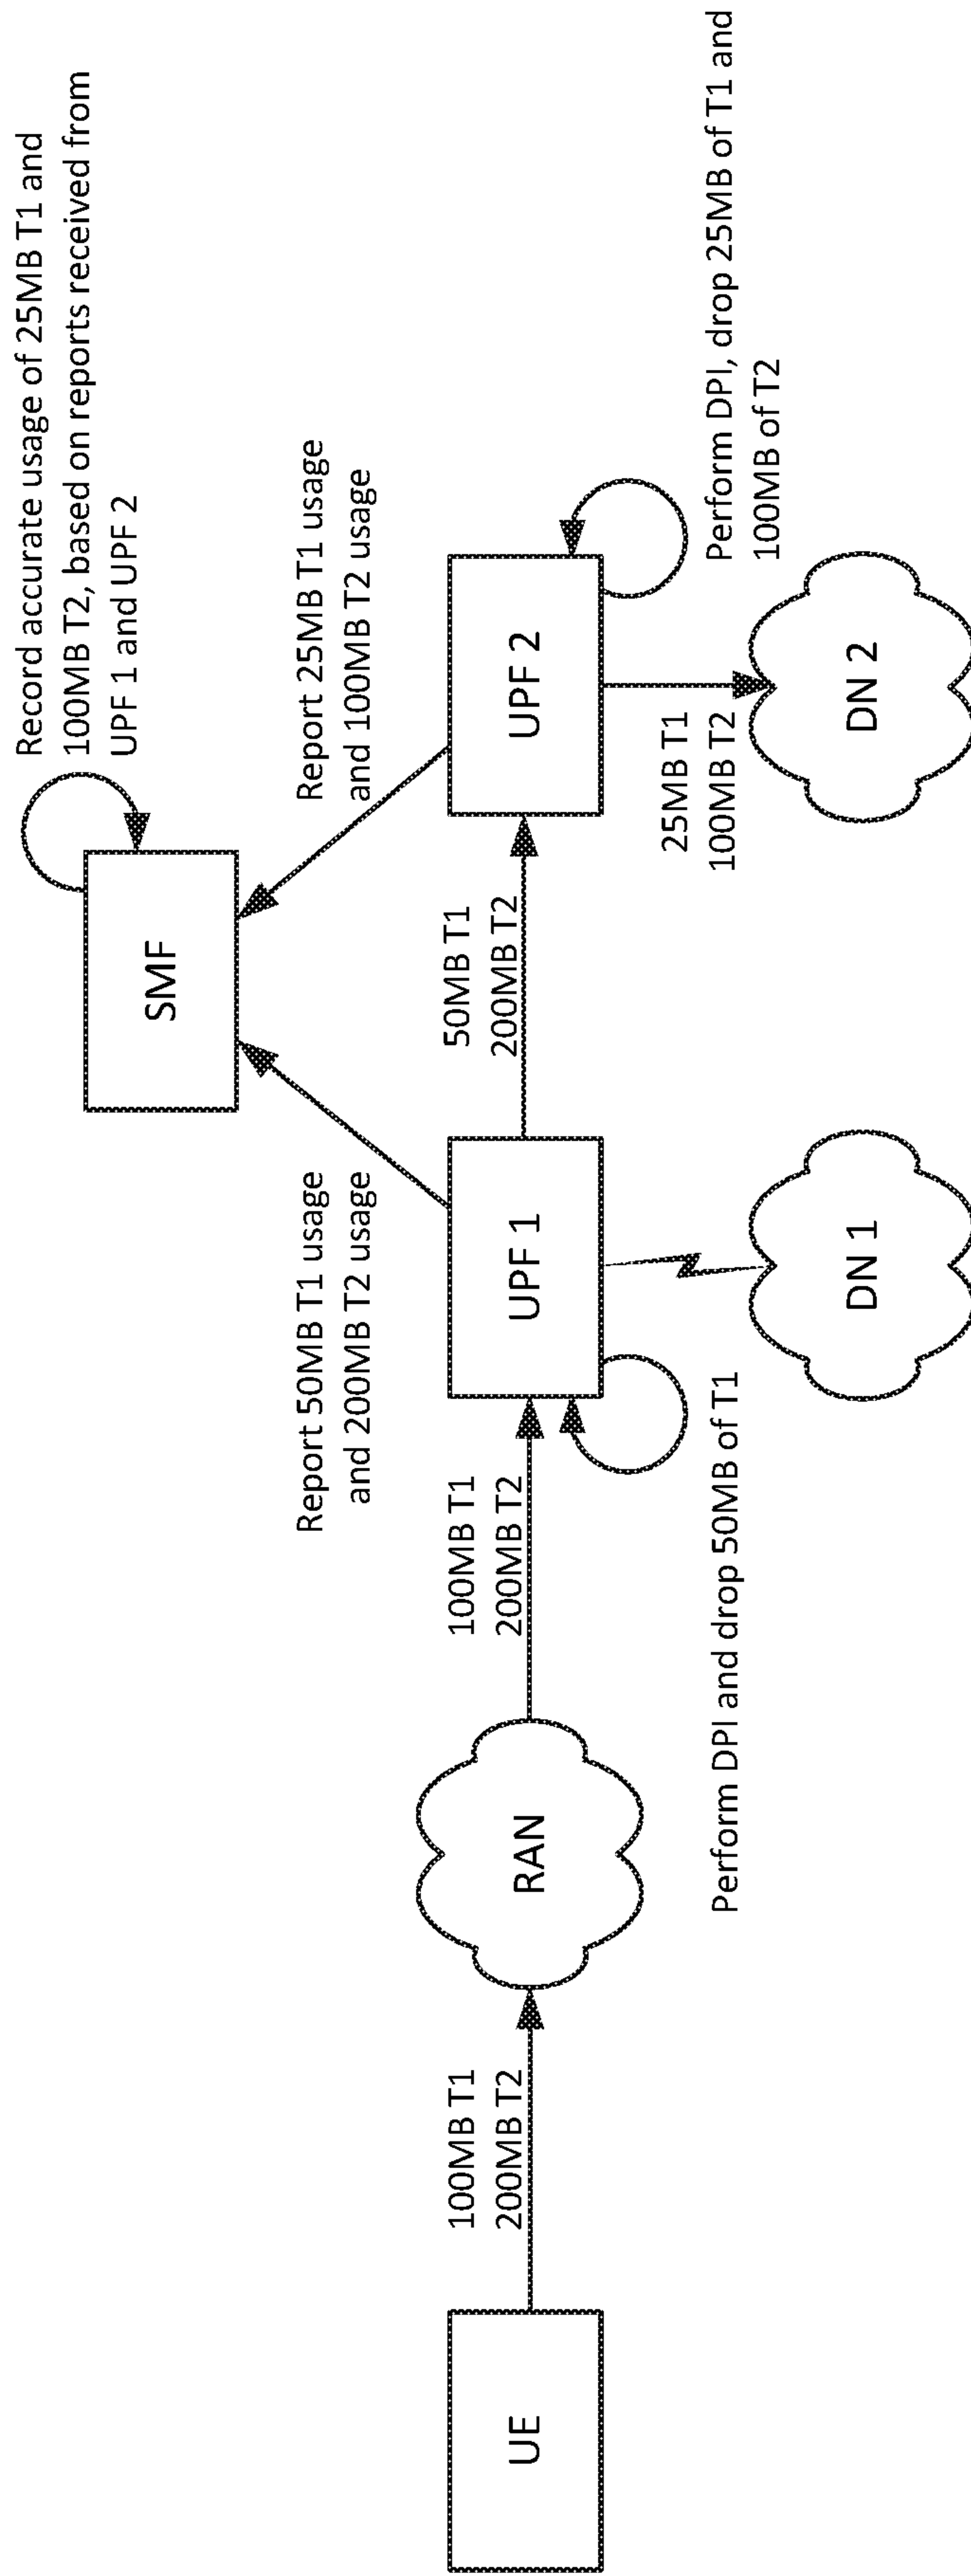 Record accurate usage of 25MB T1 and
100MB T2, based on reports received from
UPF 1 and UPF 2
SMF
Report 50MB T1 usage
and 200MB T2 usage
Report 25MB T1 usage
and 100MB T2 usage
UE
100MB T1
200MB T2
RAN
100MB T1
200MB T2
UPF 1
50MB T1
200MB T2
UPF 2
Perform DPI and drop 50MB of T1
DN 1
25MB T1
100MB T2
DN 2
Perform DPI, drop 25MB of T1 and
100MB of T2